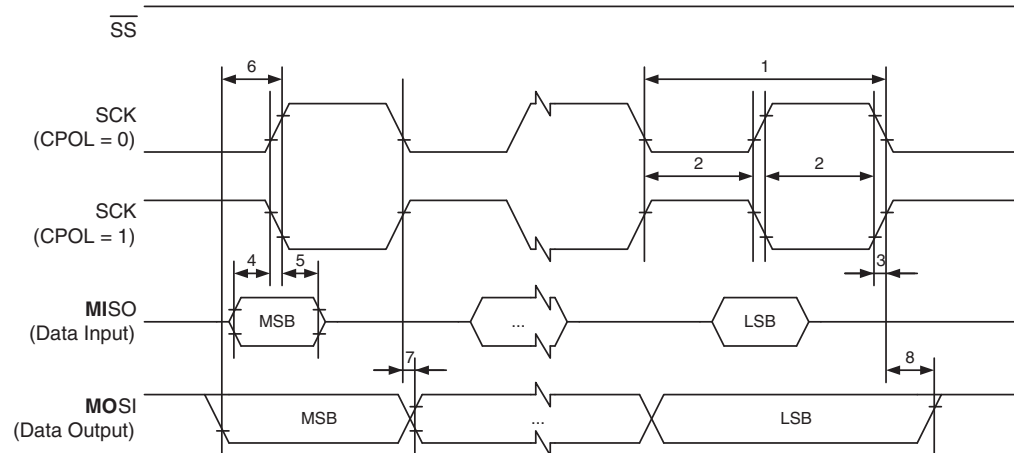 SS
6
1
SCK
(CPOL = 0)
2
2
SCK
(CPOL = 1)
4
5
3
MISO
(Data Input)
MSB
...
LSB
7
8
MOSI
(Data Output)
MSB
...
LSB